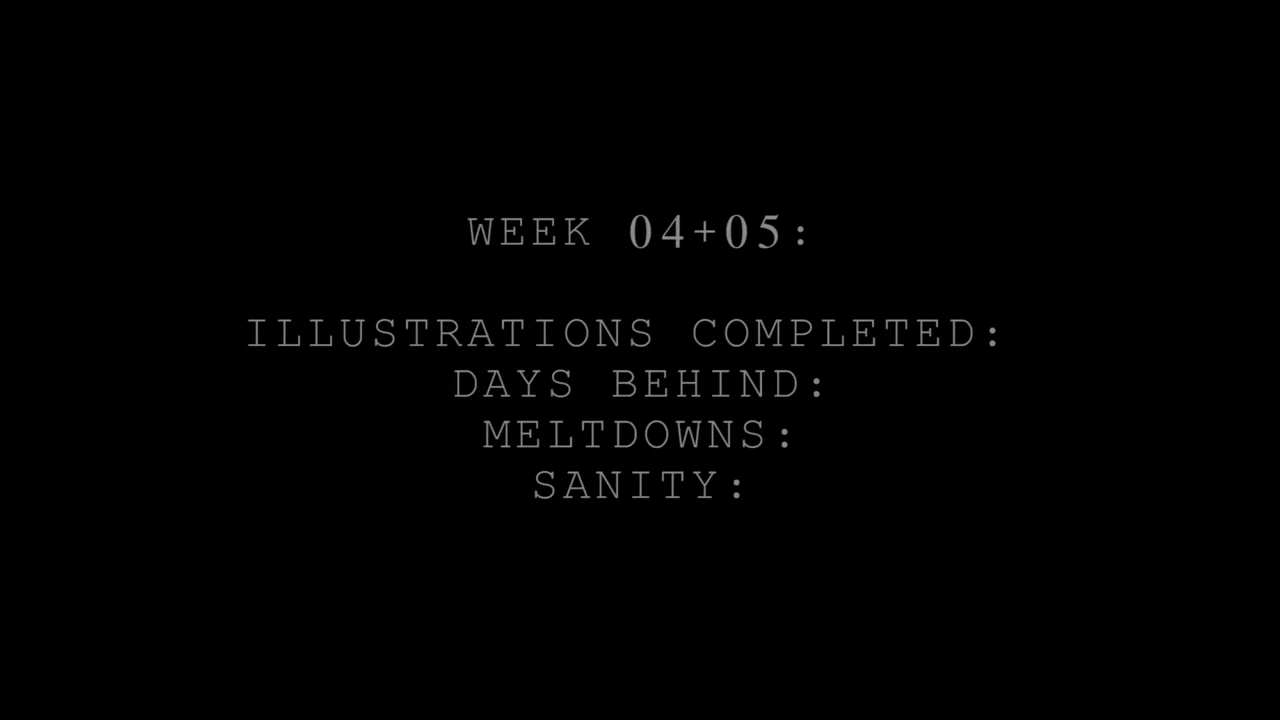 WEEK 04+05:
ILLUSTRATIONS COMPLETED:
DAYS BEHIND:
MELTDOWNS:
SANITY: